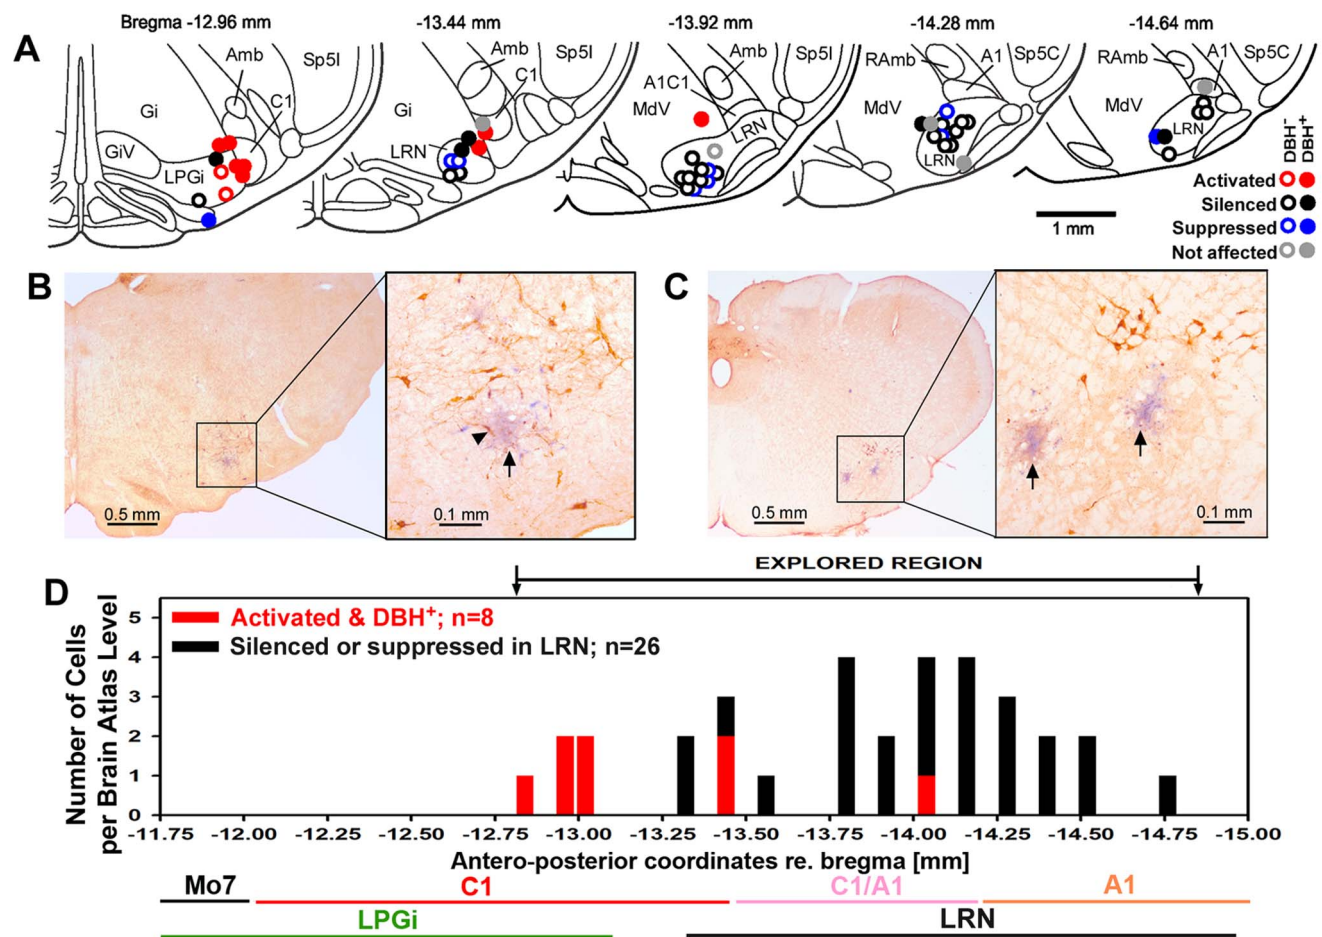 Bregma -12.96 mm
-13.44 mm
-13.92 mm
-14.28 mm
-14.64 mm
A
Amb
Sp5I
Gi
C1
GiV
LPGi
Amb
Sp5I
C1
Gi
LRN
Amb
Sp5I
A1C1
MdV
LRN
RAmb
A1
Sp5C
MdV
LRN
RAmb
A1
Sp5C
MdV
LRN
DBH-
DBH+
Activated
Silenced
Suppressed
Not affected
1 mm
B
0.5 mm
0.1 mm
C
0.5 mm
0.1 mm
EXPLORED REGION
D
Number of Cells
per Brain Atlas Level
5
4
3
2
1
0
Activated & DBH+; n=8
Silenced or suppressed in LRN; n=26
-11.75 -12.00 -12.25 -12.50 -12.75 -13.00 -13.25 -13.50 -13.75 -14.00 -14.25 -14.50 -14.75 -15.00
Antero-posterior coordinates re. bregma [mm]
Mo7 C1 C1/A1 A1
LPGi LRN